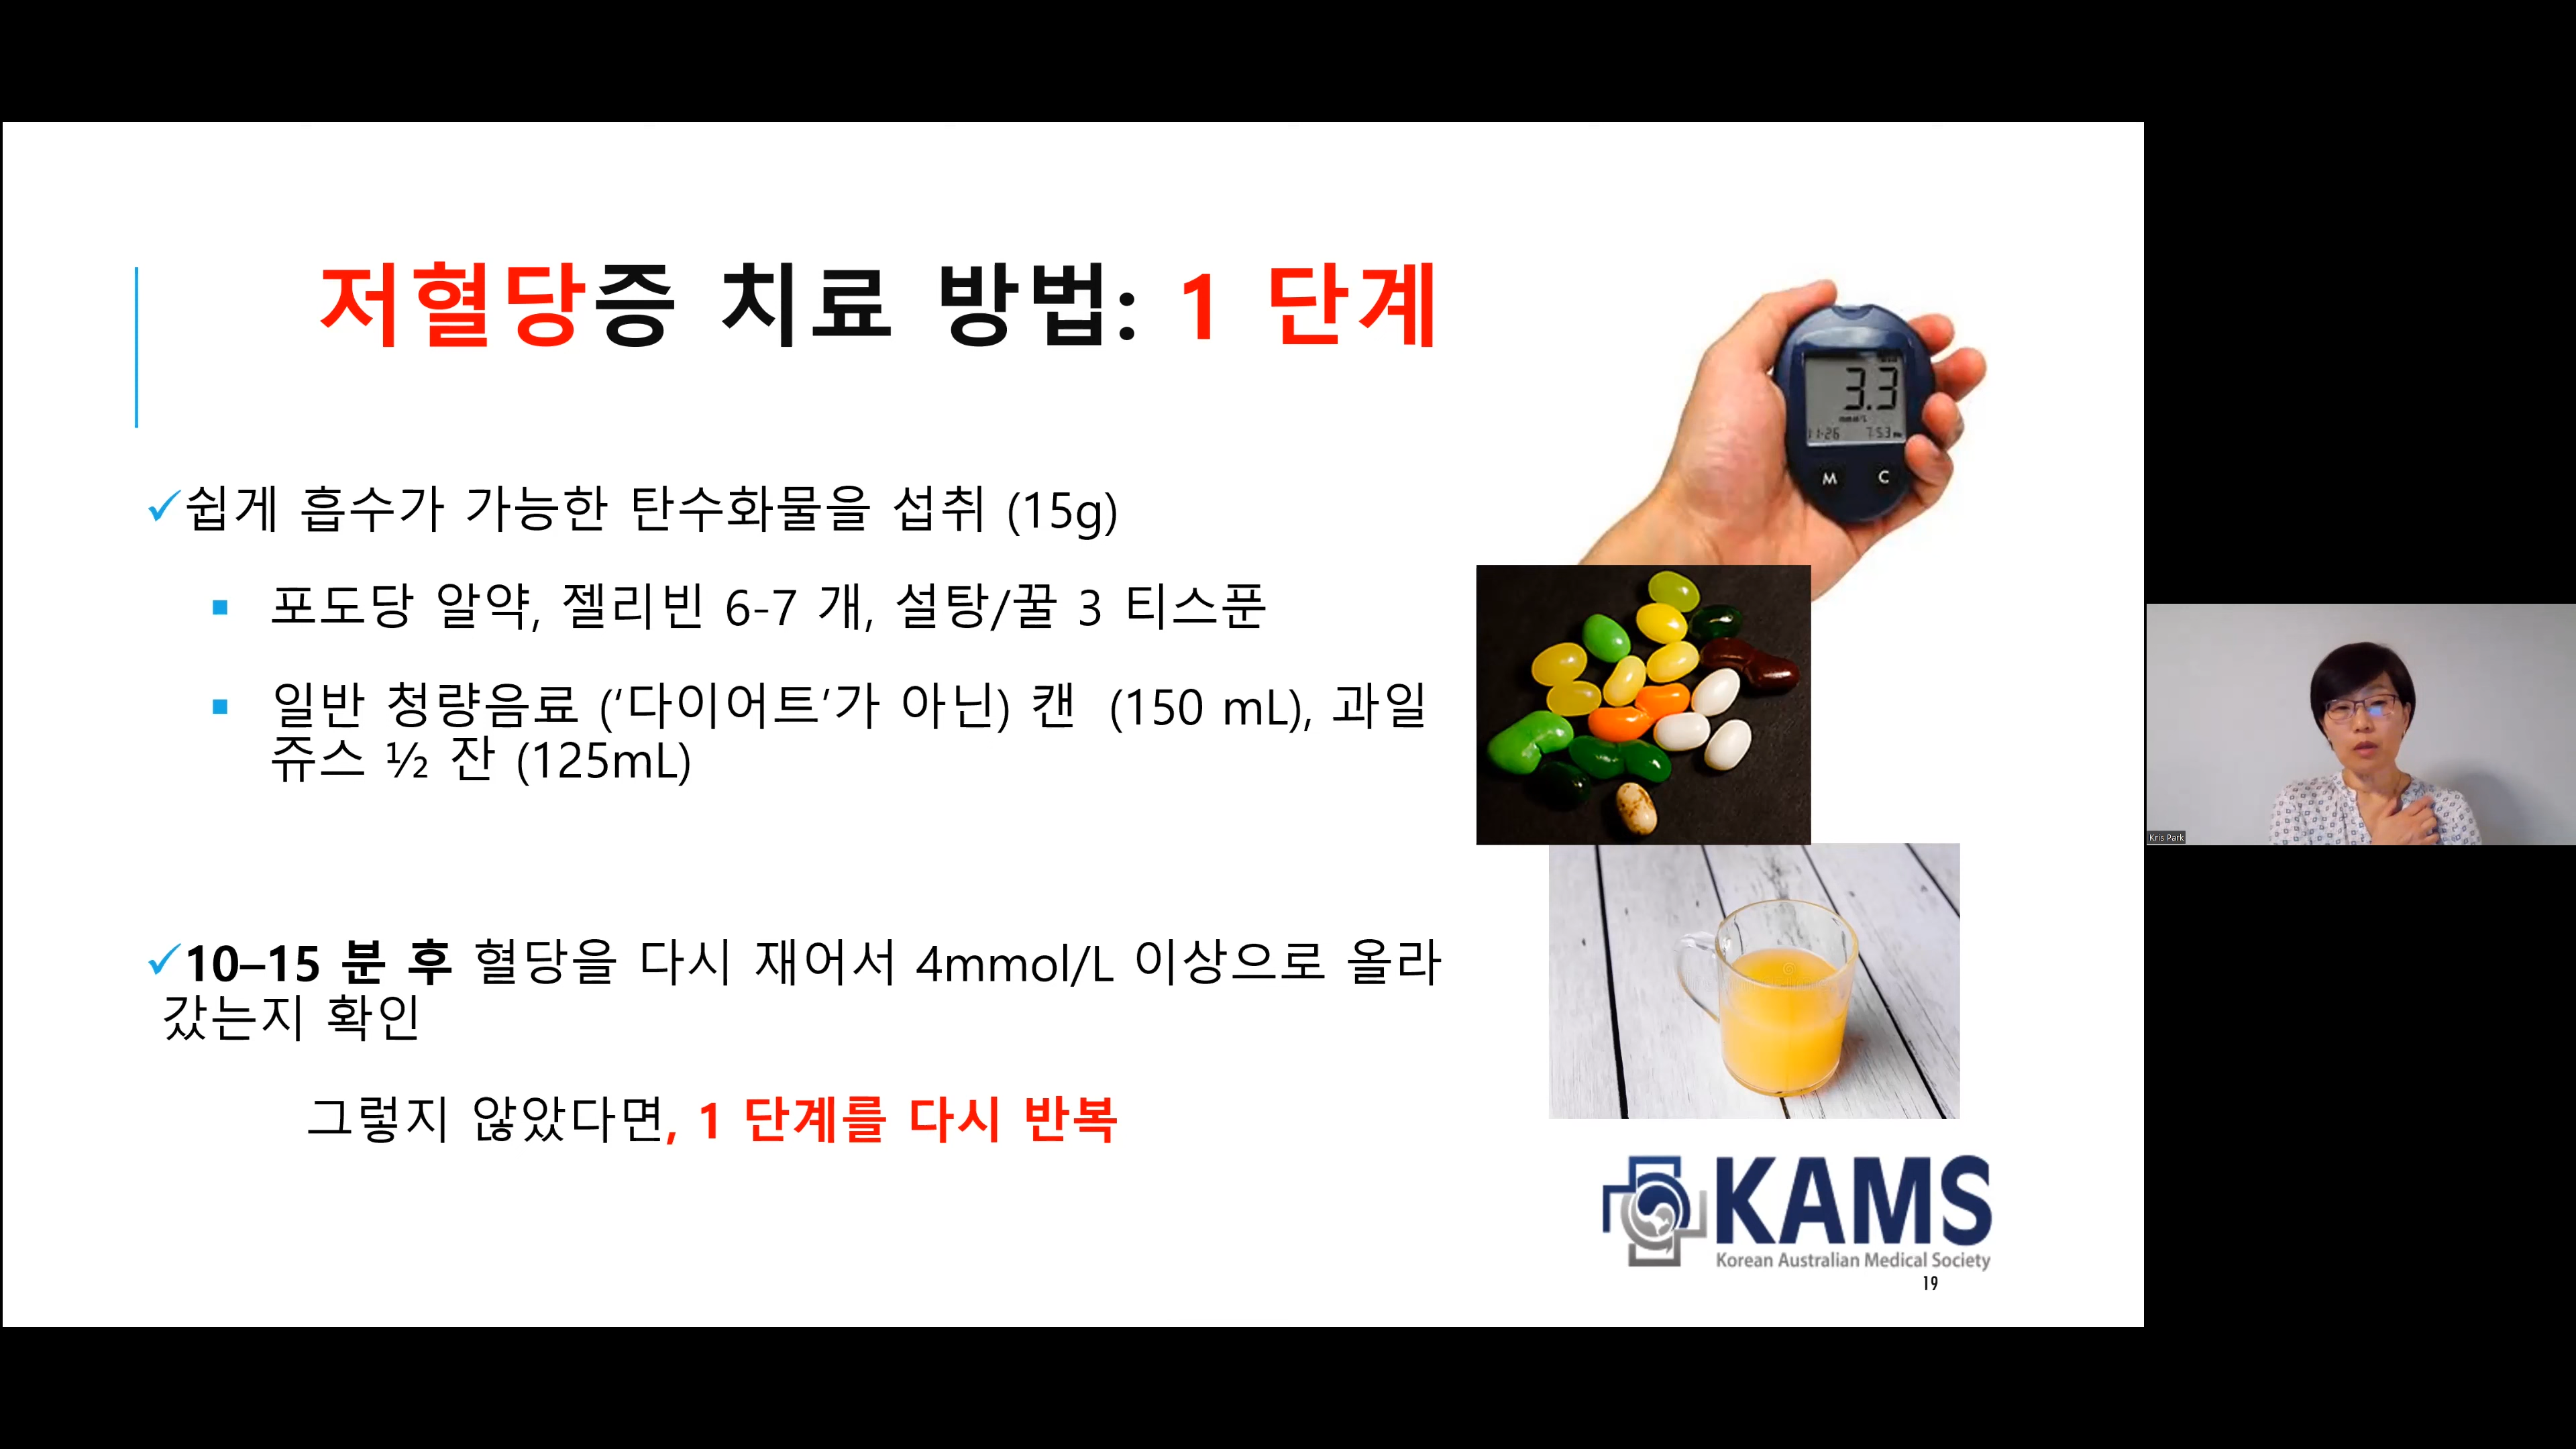 저혈당증 치료 방법: 1 단계
✓쉽게 흡수가 가능한 탄수화물을 섭취 (15g)
▪ 포도당 알약, 젤리빈 6-7 개, 설탕/꿀 3 티스푼
▪ 일반 청량음료 (‘다이어트’가 아닌) 캔 (150 mL), 과일
쥬스 ½ 잔 (125mL)
✓10–15 분 후 혈당을 다시 재어서 4mmol/L 이상으로 올라
갔는지 확인
그렇지 않았다면, 1 단계를 다시 반복
3.3
mmol/L
11-26 7:53
M C
Kris Park
KAMS
Korean Australian Medical Society
19